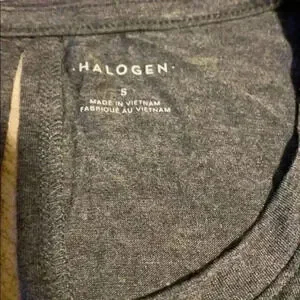 ·HALOGEN·
S
MADE IN VIETNAM
FABRIQUÉ AU VIETNAM